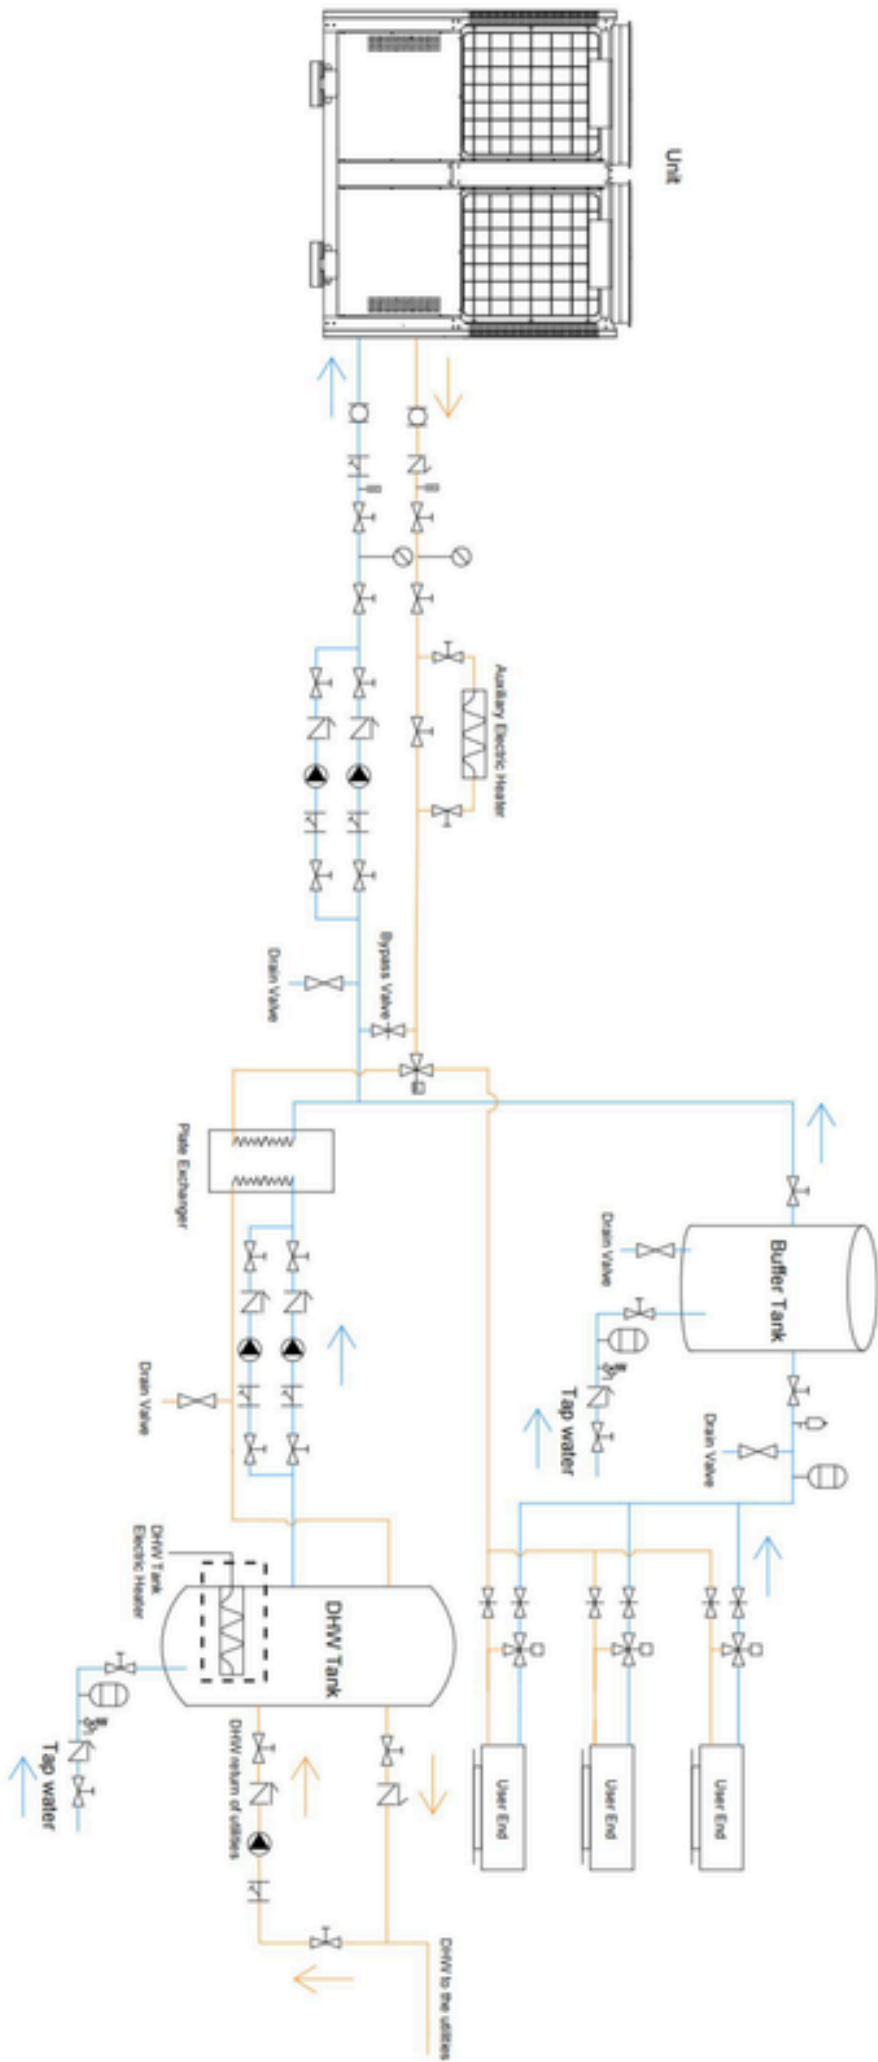 Unit
Auxiliary Electric Heater
Bypass Valve
Drain Valve
Plate Exchanger
Buffer Tank
Drain Valve
Tap water
Drain Valve
Drain Valve
DHW Tank
Electric Heater
DHW Tank
User End
User End
User End
Tap water
DHW return of utilities
DHW to the utilities